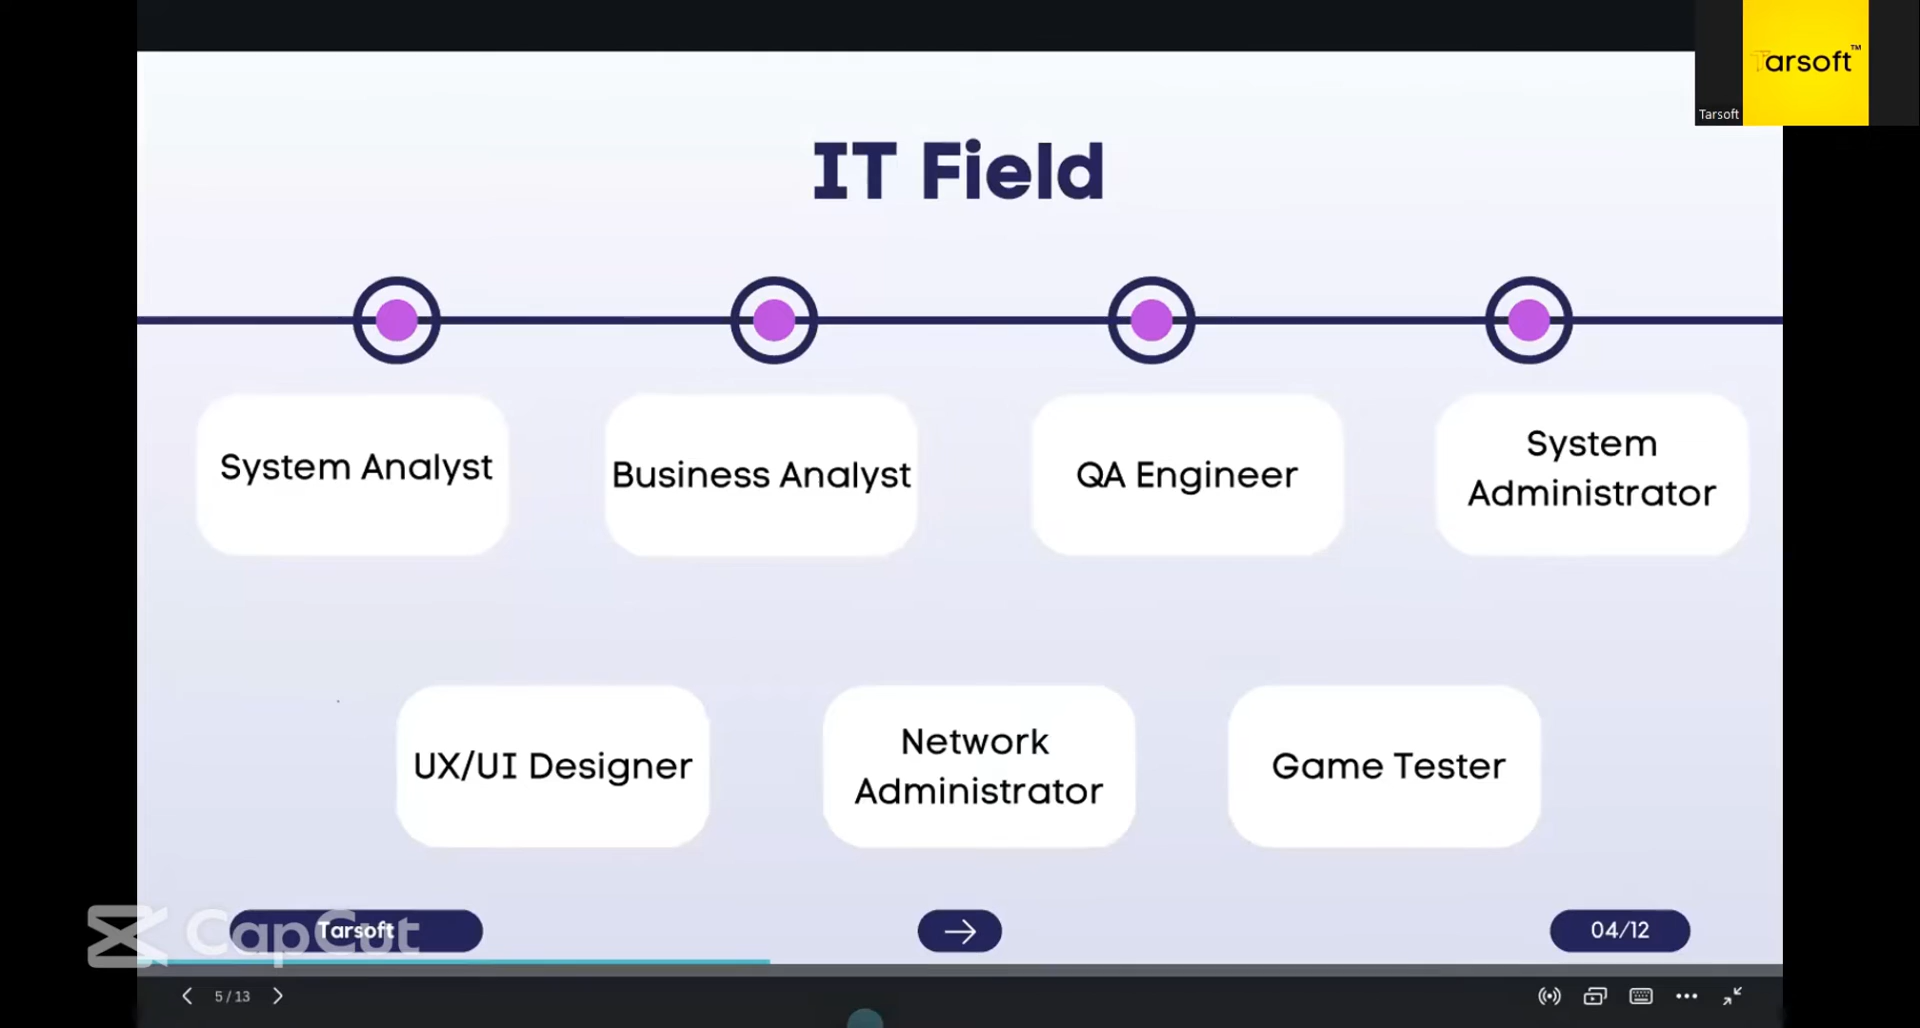 Tarsoft™
Tarsoft
IT Field
System Analyst
Business Analyst
QA Engineer
System
Administrator
UX/UI Designer
Network
Administrator
Game Tester
CapCut
Tarsoft
04/12
5 / 13